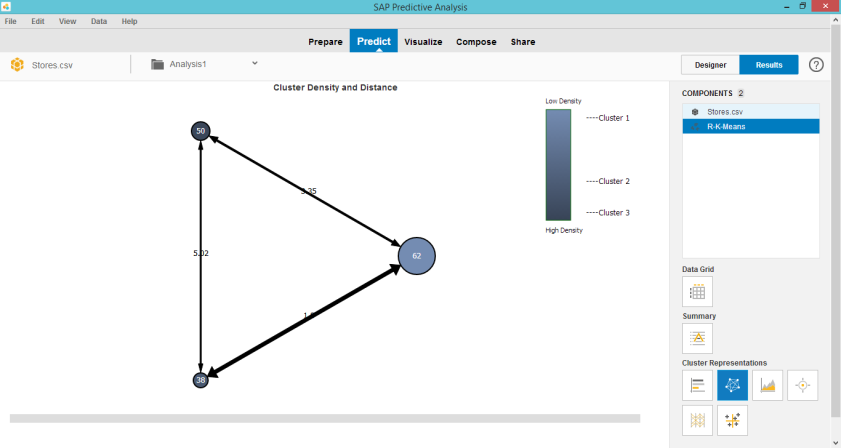 SAP Predictive Analysis
File Edit View Data Help
Prepare Predict Visualize Compose Share
Stores.csv Analysis1 Designer Results ?
Cluster Density and Distance
Low Density
----Cluster 1
----Cluster 2
----Cluster 3
High Density
50
3.35
5.02
62
38
COMPONENTS 2
Stores.csv
R-K-Means
Data Grid
Summary
Cluster Representations